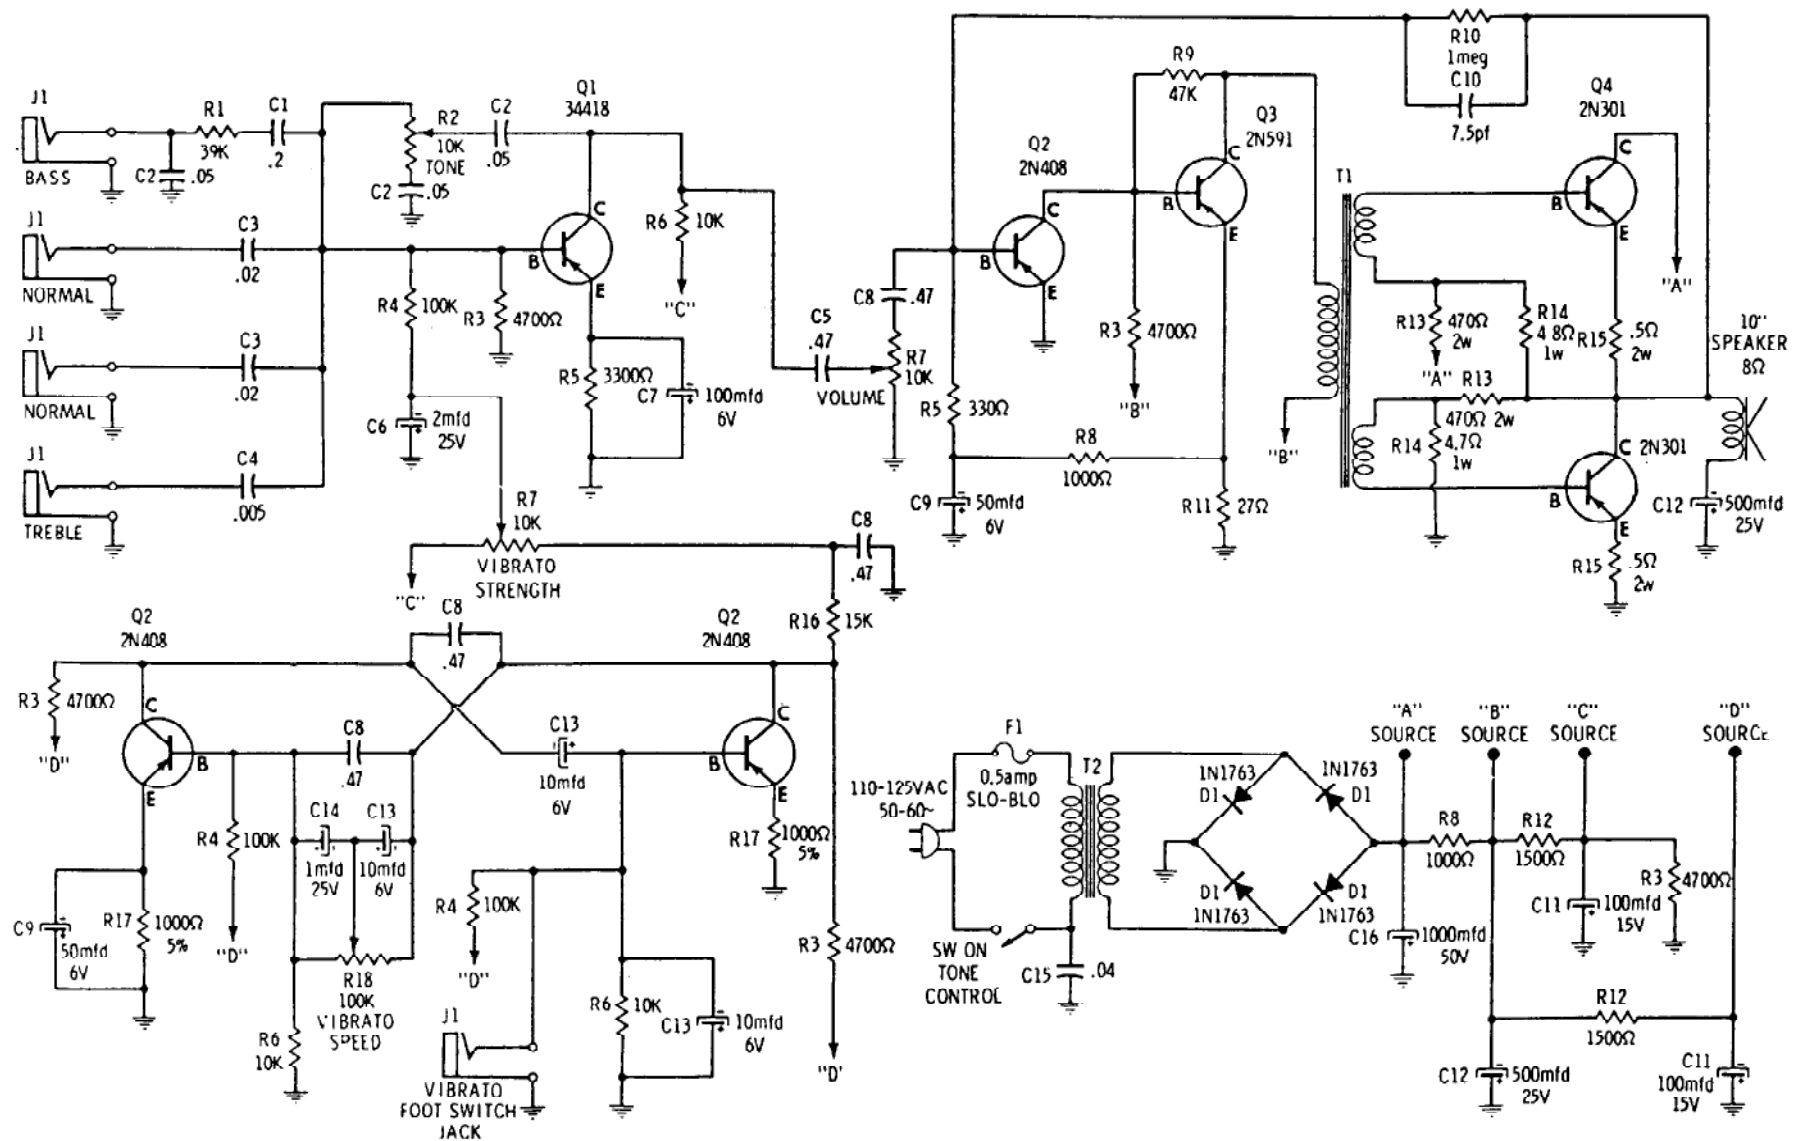 J1
BASS
R1
39K
C1
.2
C2
.05
R2
10K
TONE
C2
.05
C2
.05
Q1
34418
C
B
E
J1
NORMAL
C3
.02
J1
NORMAL
C3
.02
J1
TREBLE
C4
.005
R4
100K
R3
4700Ω
C6
2mfd
25V
R5
3300Ω
C7
100mfd
6V
R6
10K
"C"
C5
.47
VOLUME
R7
10K
C8
.47
R5
330Ω
C9
50mfd
6V
R8
1000Ω
R11
27Ω
Q2
2N408
C
B
E
R3
4700Ω
"B"
R9
47K
Q3
2N591
C
B
E
R10
1meg
C10
7.5pf
T1
"B"
Q4
2N301
C
B
E
"A"
R13
470Ω
2w
"A"
R14
4.8Ω
1w
R15
.5Ω
2w
R13
470Ω 2w
R14
4.7Ω
1w
C
2N301
B
E
R15
.5Ω
2w
10"
SPEAKER
8Ω
C12
500mfd
25V
R7
10K
VIBRATO
STRENGTH
"C"
C8
.47
R16
15K
Q2
2N408
C
B
E
C8
.47
Q2
2N408
C
B
E
R3
4700Ω
"D"
C8
.47
C13
10mfd
6V
R4
100K
"D"
C14
1mfd
25V
C13
10mfd
6V
R18
100K
VIBRATO
SPEED
C9
50mfd
6V
R17
1000Ω
5%
R6
10K
R4
100K
"D"
J1
VIBRATO
FOOT SWITCH
JACK
R6
10K
C13
10mfd
6V
R17
1000Ω
5%
R3
4700Ω
"D'
110-125VAC
50-60~
F1
0.5amp
SLO-BLO
T2
SW ON
TONE
CONTROL
C15
.04
1N1763
D1
1N1763
D1
D1
1N1763
D1
1N1763
"A"
SOURCE
"B"
SOURCE
"C"
SOURCE
"D"
SOURCE
R8
1000Ω
R12
1500Ω
R3
4700Ω
C16
1000mfd
50V
C11
100mfd
15V
R12
1500Ω
C12
500mfd
25V
C11
100mfd
15V